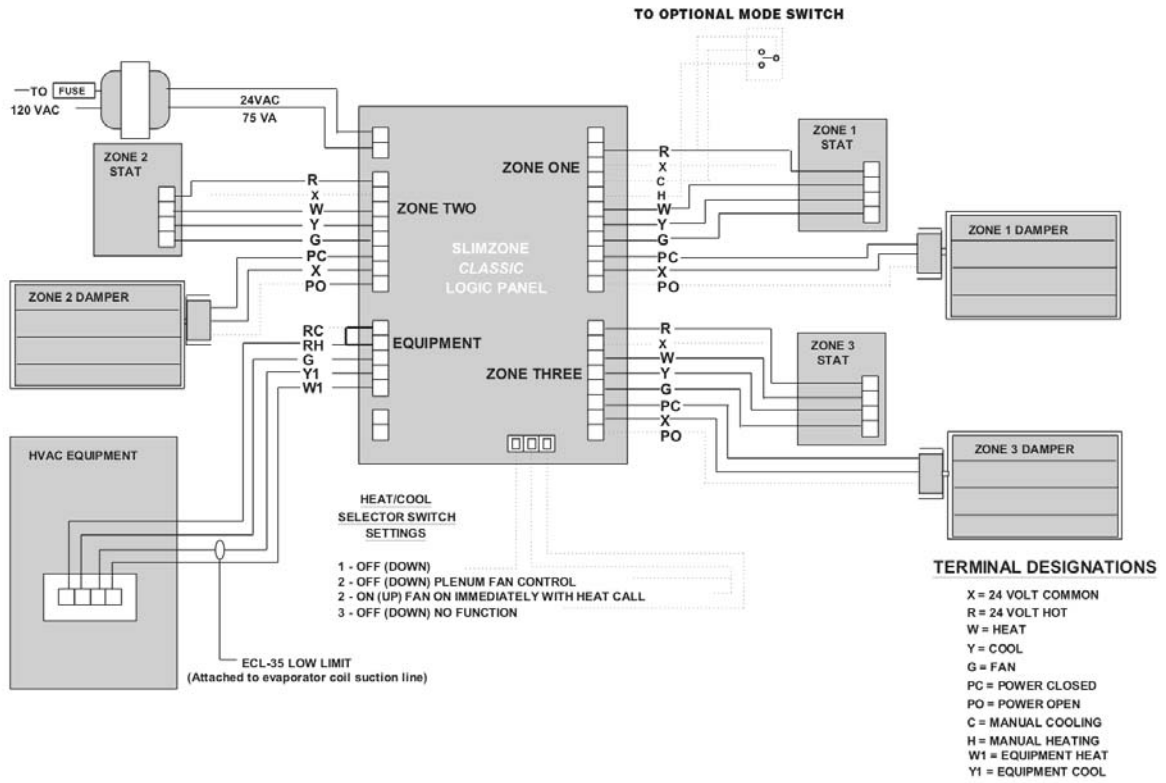 TO OPTIONAL MODE SWITCH
TO FUSE
120 VAC
24VAC
75 VA
ZONE 2
STAT
R
X
W
Y
G
PC
X
PO
ZONE TWO
ZONE 2 DAMPER
RC
RH
G
Y1
W1
EQUIPMENT
SLIMZONE
CLASSIC
LOGIC PANEL
ZONE ONE
R
X
C
H
W
Y
G
PC
X
PO
ZONE 1
STAT
ZONE 1 DAMPER
ZONE THREE
R
X
W
Y
G
PC
X
PO
ZONE 3
STAT
ZONE 3 DAMPER
HVAC EQUIPMENT
HEAT/COOL
SELECTOR SWITCH
SETTINGS
1 - OFF (DOWN)
2 - OFF (DOWN) PLENUM FAN CONTROL
2 - ON (UP) FAN ON IMMEDIATELY WITH HEAT CALL
3 - OFF (DOWN) NO FUNCTION
ECL-35 LOW LIMIT
(Attached to evaporator coil suction line)
TERMINAL DESIGNATIONS
X = 24 VOLT COMMON
R = 24 VOLT HOT
W = HEAT
Y = COOL
G = FAN
PC = POWER CLOSED
PO = POWER OPEN
C = MANUAL COOLING
H = MANUAL HEATING
W1 = EQUIPMENT HEAT
Y1 = EQUIPMENT COOL